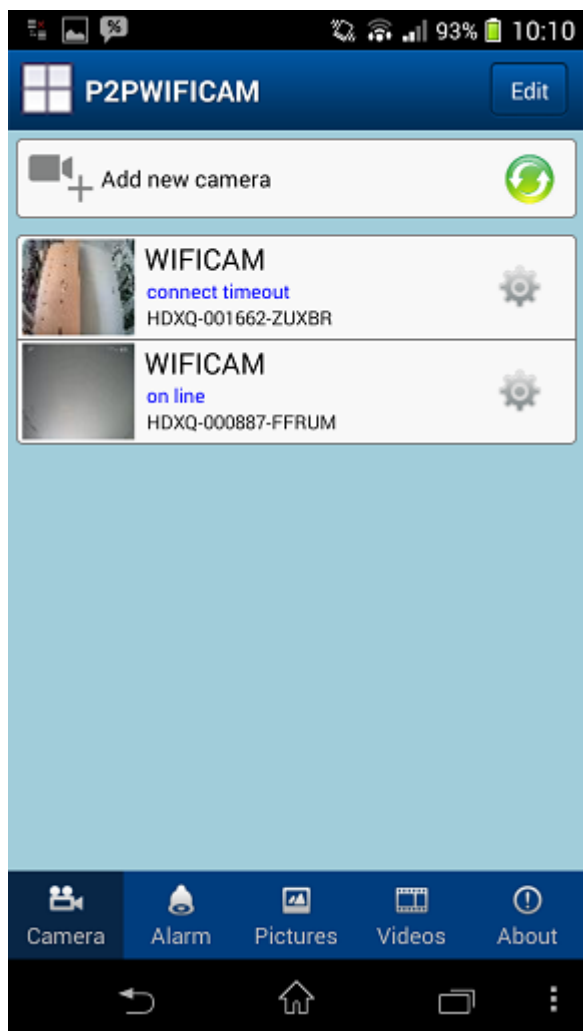 93% 10:10
P2PWIFICAM Edit
Add new camera
WIFICAM
connect timeout
HDXQ-001662-ZUXBR
WIFICAM
on line
HDXQ-000887-FFRUM
Camera Alarm Pictures Videos About